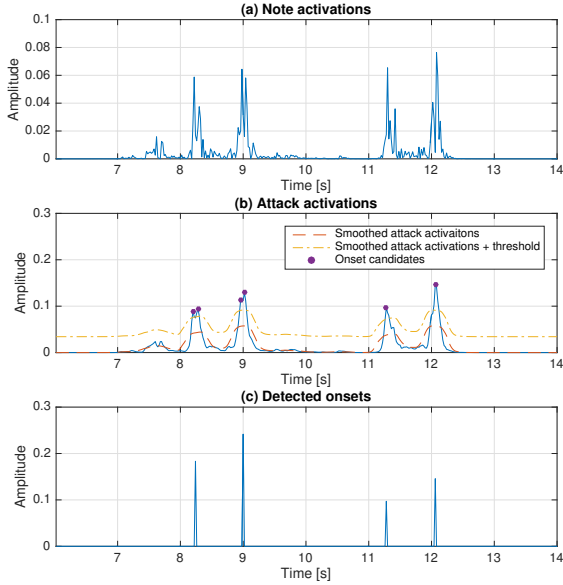 (a) Note activations
0.1
0.08
0.06
0.04
0.02
0
Amplitude
7 8 9 10 11 12 13 14
Time [s]
(b) Attack activations
0.3
0.2
0.1
0
Amplitude
Smoothed attack activaitons
Smoothed attack activations + threshold
Onset candidates
7 8 9 10 11 12 13 14
Time [s]
(c) Detected onsets
0.3
0.2
0.1
0
Amplitude
7 8 9 10 11 12 13 14
Time [s]